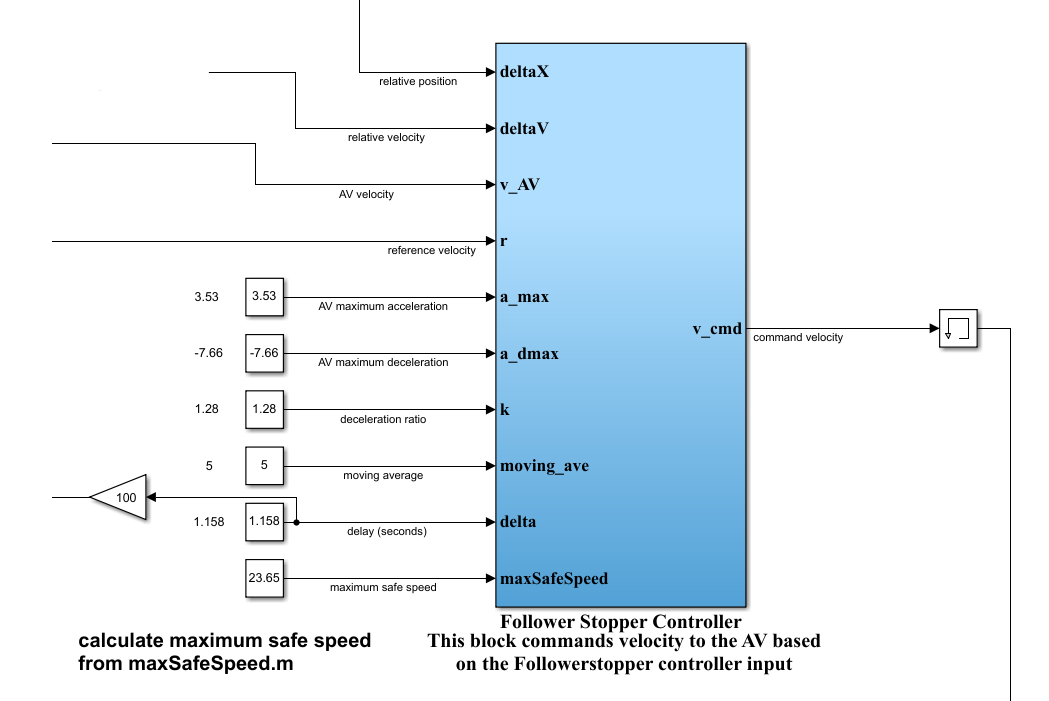 deltaX
relative position
deltaV
relative velocity
v_AV
AV velocity
r
reference velocity
3.53
3.53
a_max
AV maximum acceleration
v_cmd
command velocity
-7.66
-7.66
a_dmax
AV maximum deceleration
1.28
1.28
k
deceleration ratio
5
5
moving_ave
moving average
100
1.158
1.158
delta
delay (seconds)
23.65
maxSafeSpeed
maximum safe speed
Follower Stopper Controller
This block commands velocity to the AV based
on the Followerstopper controller input
calculate maximum safe speed
from maxSafeSpeed.m